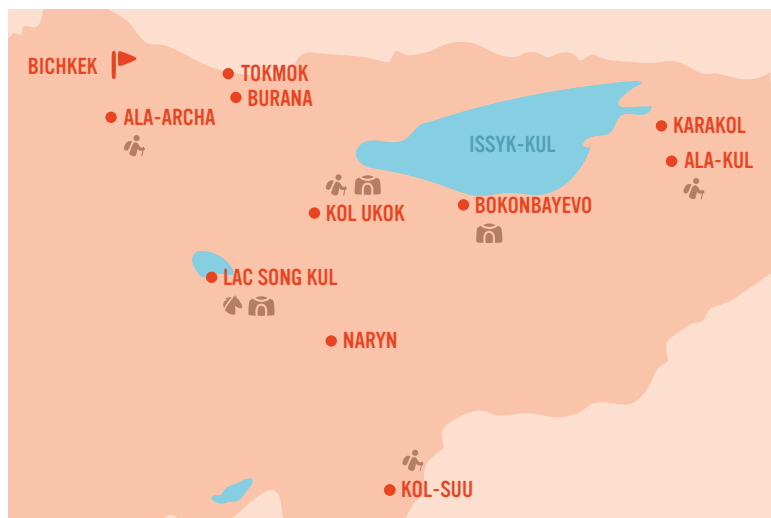 BICHKEK
TOKMOK
BURANA
ALA-ARCHA
KARAKOL
ISSYK-KUL
ALA-KUL
KOL UKOK
BOKONBAYEVO
LAC SONG KUL
NARYN
KOL-SUU